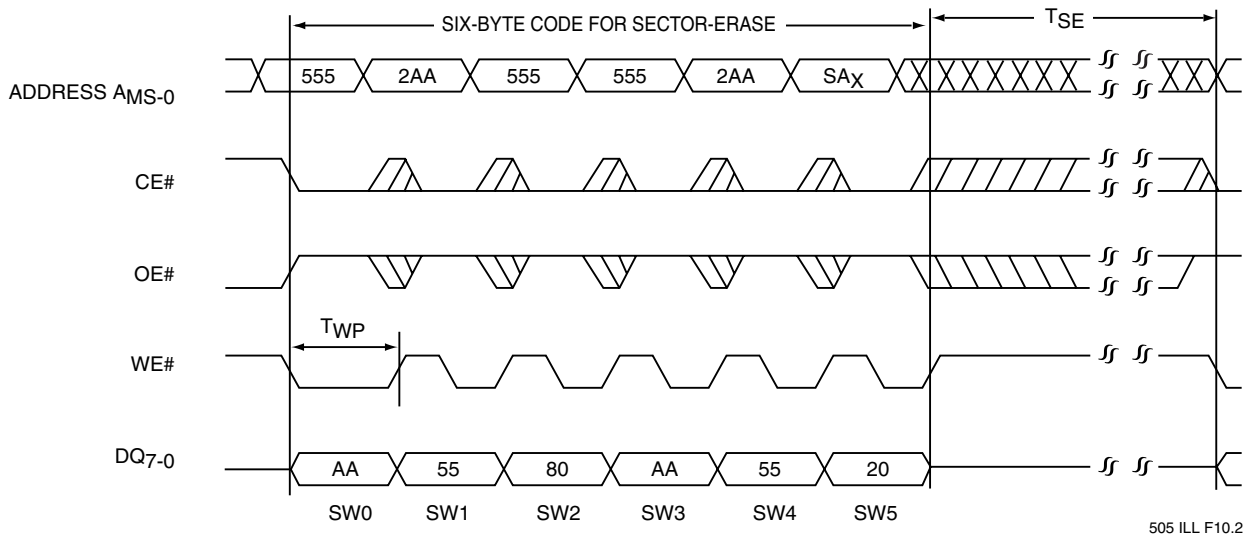 SIX-BYTE CODE FOR SECTOR-ERASE
TSE
ADDRESS AMS-0
555 2AA 555 555 2AA SAX
CE#
OE#
TWP
WE#
DQ7-0
AA 55 80 AA 55 20
SW0 SW1 SW2 SW3 SW4 SW5
505 ILL F10.2